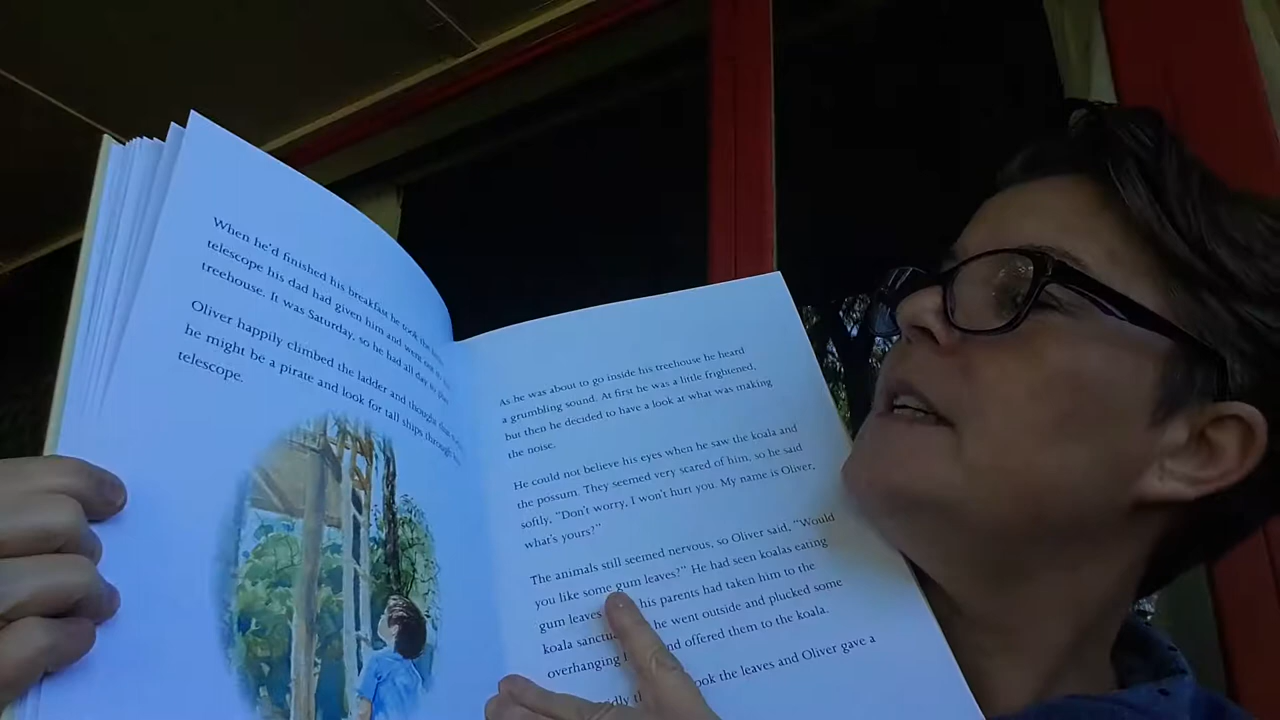 When he'd finished his breakfast he took the
telescope his dad had given him and went out
treehouse. It was Saturday, so he had all day to play
Oliver happily climbed the ladder and thought that
he might be a pirate and look for tall ships through
telescope.
As he was about to go inside his treehouse he heard
a grumbling sound. At first he was a little frightened,
but then he decided to have a look at what was making
the noise.
He could not believe his eyes when he saw the koala and
the possum. They seemed very scared of him, so he said
softly, "Don't worry, I won't hurt you. My name is Oliver,
what's yours?"
The animals still seemed nervous, so Oliver said, "Would
you like some gum leaves?" He had seen koalas eating
gum leaves his parents had taken him to the
koala he went outside and plucked some
overhanging and offered them to the koala.
took the leaves and Oliver gave a